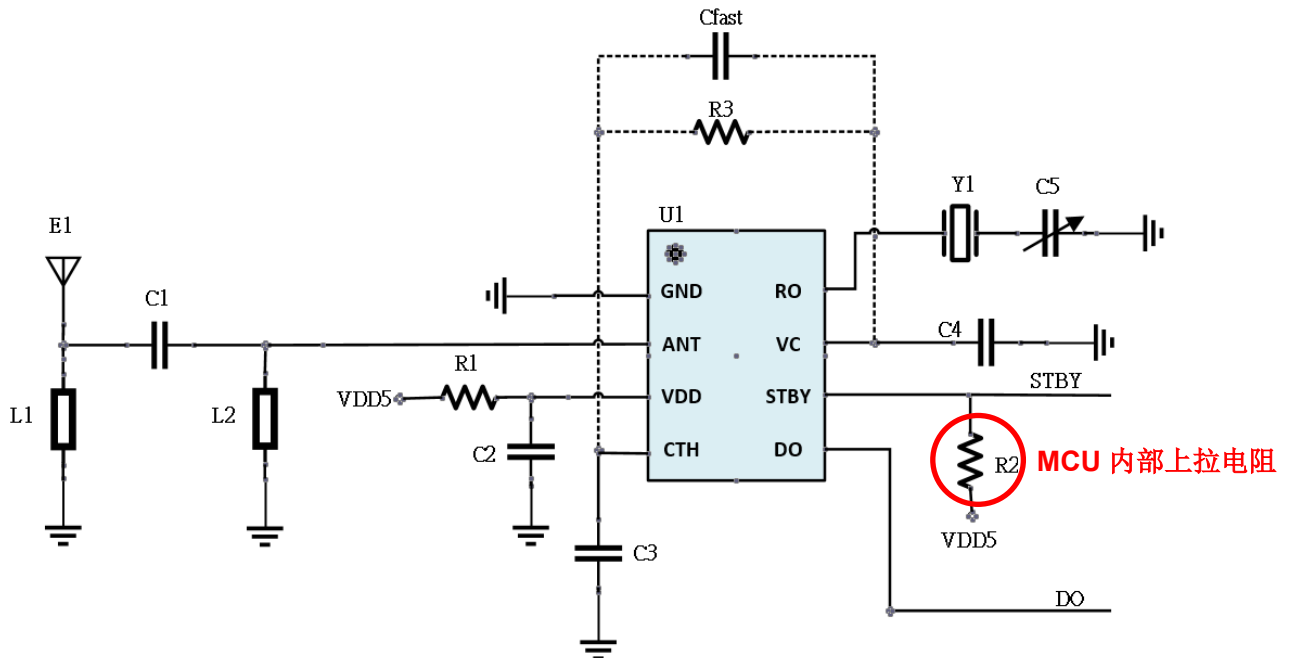 Cfast
R3
Y1
C5
U1
E1
GND
RO
C1
ANT
VC
C4
R1
STBY
VDD5
VDD
STBY
L1
L2
C2
CTH
DO
R2
MCU 内部上拉电阻
VDD5
C3
DO